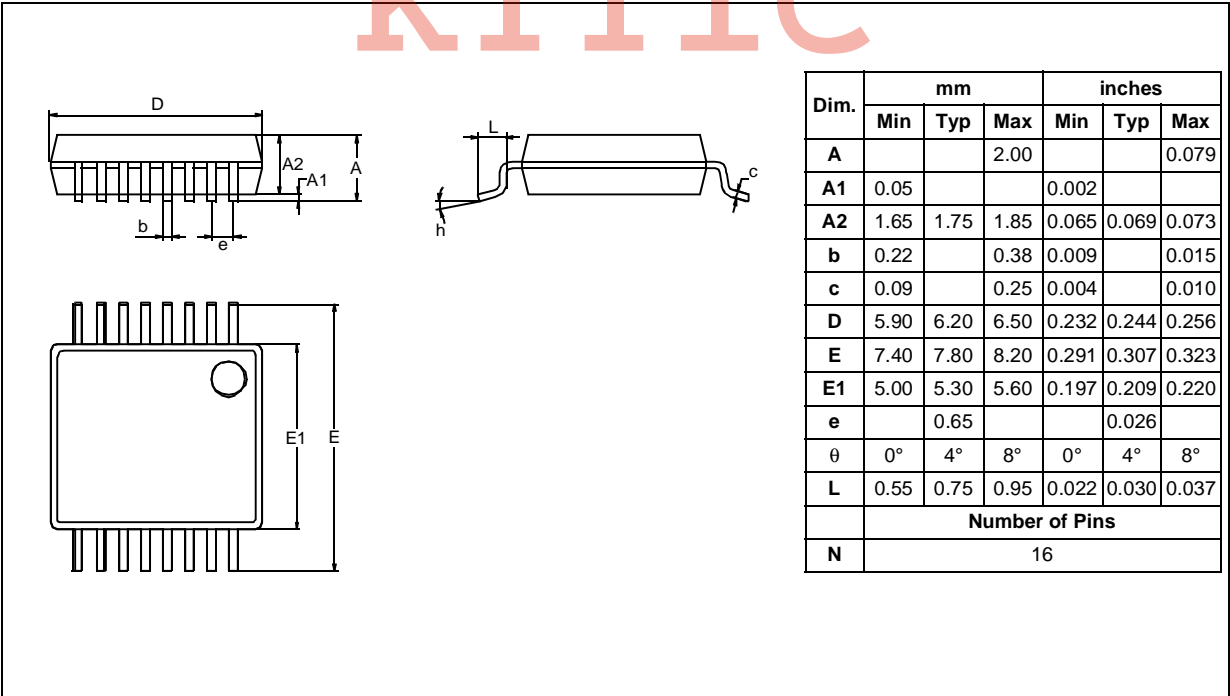 D
A2
A
A1
b
e
L
c
h
E1
E
Dim. mm inches
Min Typ Max Min Typ Max
A 2.00 0.079
A1 0.05 0.002
A2 1.65 1.75 1.85 0.065 0.069 0.073
b 0.22 0.38 0.009 0.015
c 0.09 0.25 0.004 0.010
D 5.90 6.20 6.50 0.232 0.244 0.256
E 7.40 7.80 8.20 0.291 0.307 0.323
E1 5.00 5.30 5.60 0.197 0.209 0.220
e 0.65 0.026
θ 0° 4° 8° 0° 4° 8°
L 0.55 0.75 0.95 0.022 0.030 0.037
Number of Pins
N 16